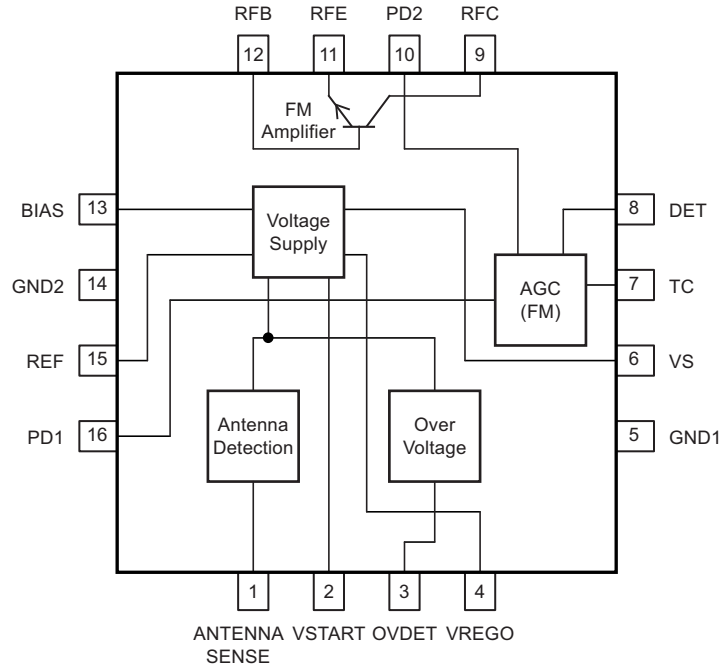 RFB RFE PD2 RFC
12 11 10 9
FM
Amplifier
BIAS 13
Voltage
Supply
8 DET
GND2 14
AGC
(FM)
7 TC
REF 15
6 VS
PD1 16
Antenna
Detection
Over
Voltage
5 GND1
1 2 3 4
ANTENNA VSTART OVDET VREGO
SENSE